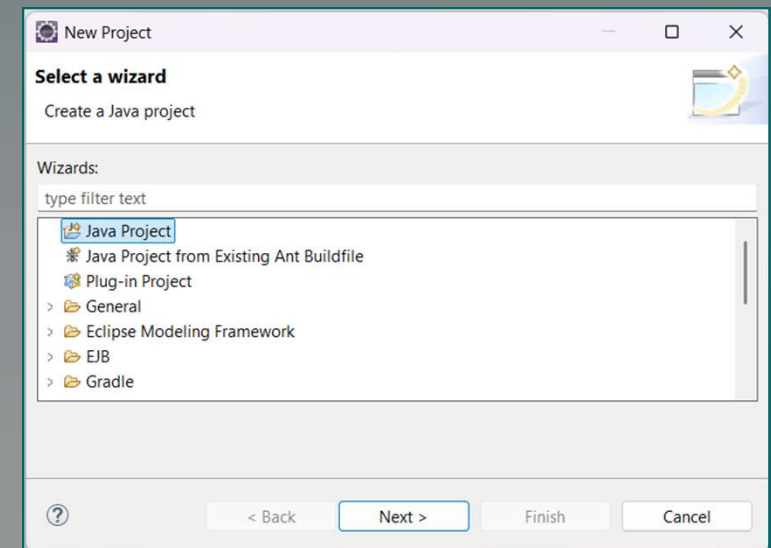 New Project
Select a wizard
Create a Java project
Wizards:
type filter text
Java Project
Java Project from Existing Ant Buildfile
Plug-in Project
> General
> Eclipse Modeling Framework
> EJB
> Gradle
? < Back Next > Finish Cancel